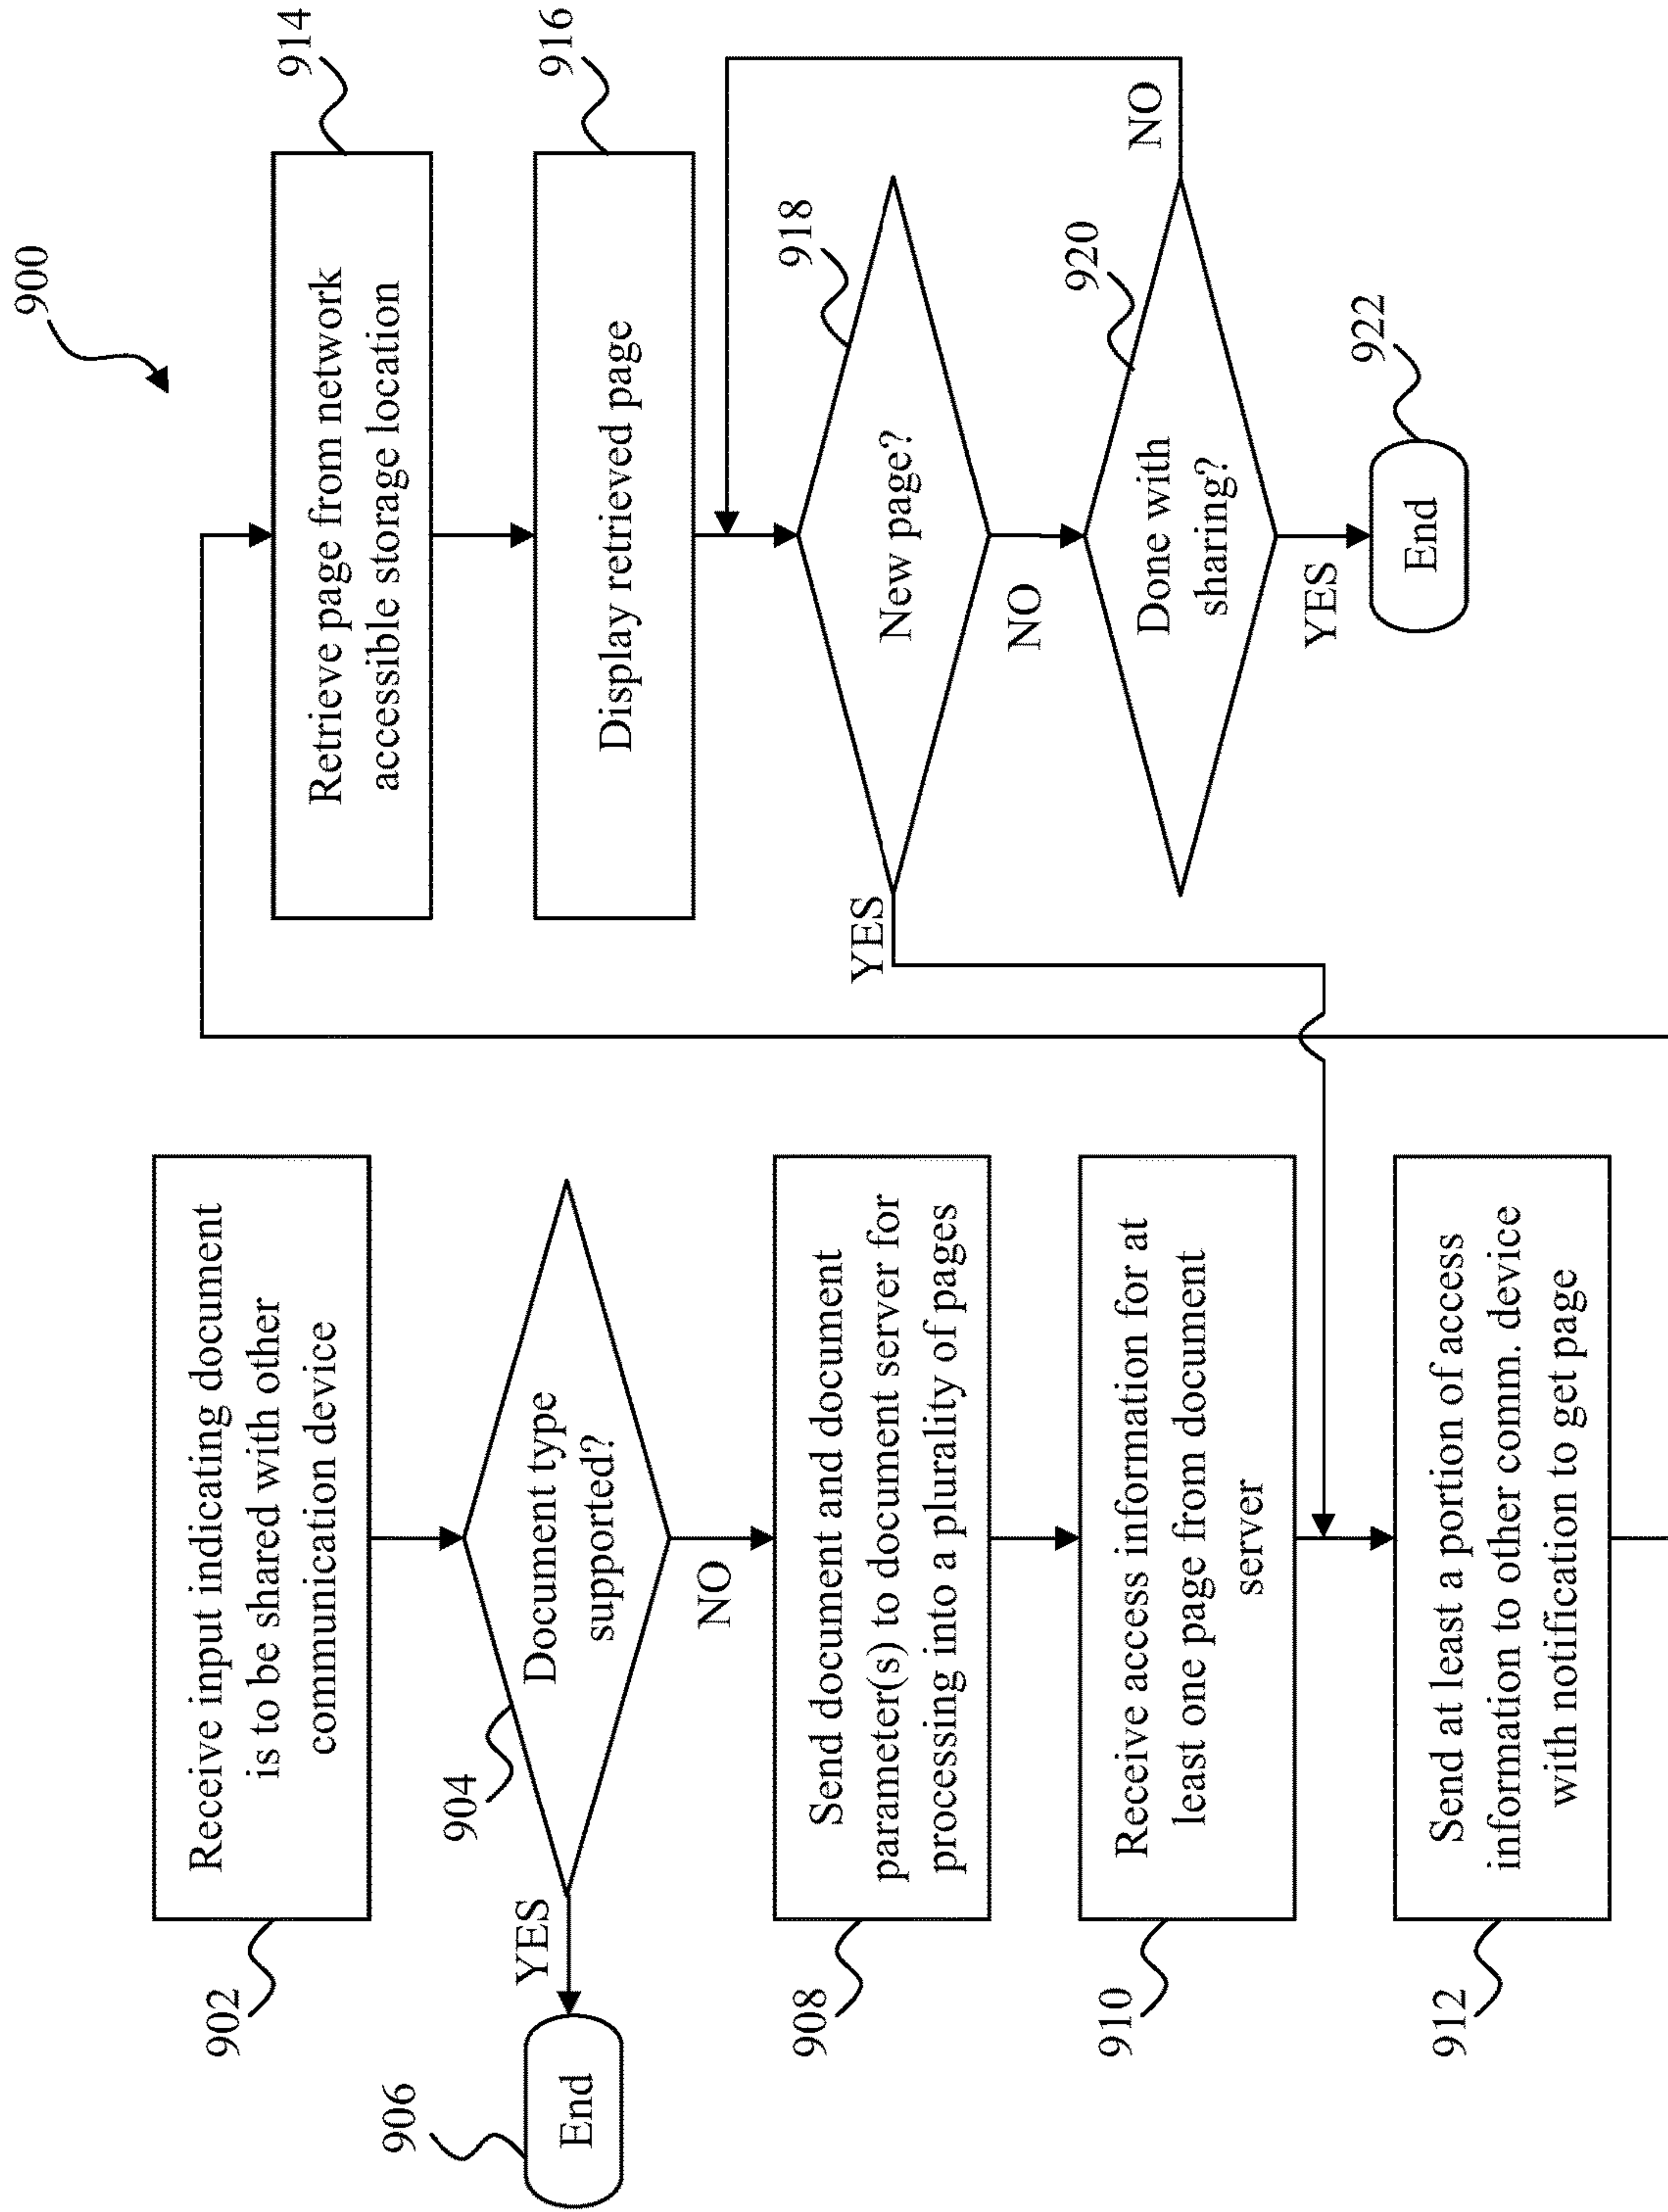 900
902
Receive input indicating document
is to be shared with other
communication device
904
Document type
supported?
YES
906
End
NO
908
Send document and document
parameter(s) to document server for
processing into a plurality of pages
910
Receive access information for at
least one page from document
server
912
Send at least a portion of access
information to other comm. device
with notification to get page
914
Retrieve page from network
accessible storage location
916
Display retrieved page
918
New page?
YES
NO
920
Done with
sharing?
NO
YES
922
End